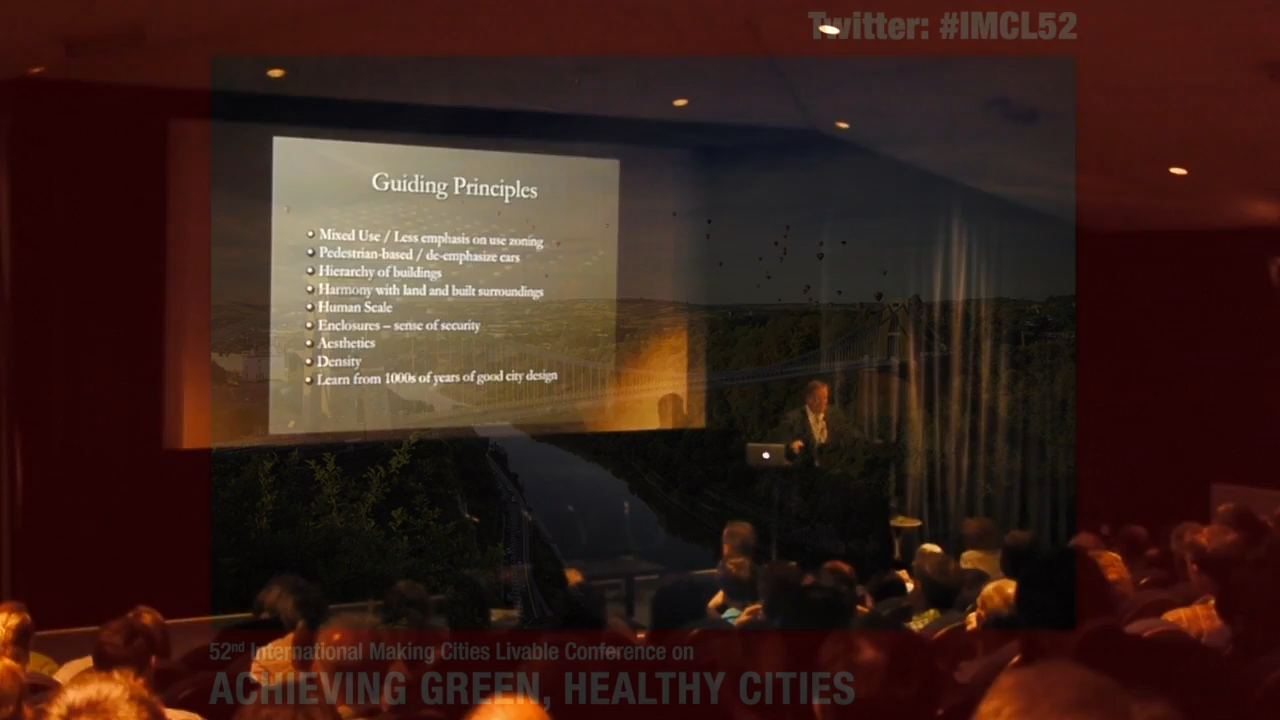 Twitter: #IMCL52
Guiding Principles
Mixed Use / Less emphasis on use zoning
Pedestrian-based / de-emphasize cars
Hierarchy of buildings
Harmony with land and built surroundings
Human Scale
Enclosures – sense of security
Aesthetics
Density
Learn from 1000s of years of good city design
52nd International Making Cities Livable Conference on
ACHIEVING GREEN, HEALTHY CITIES